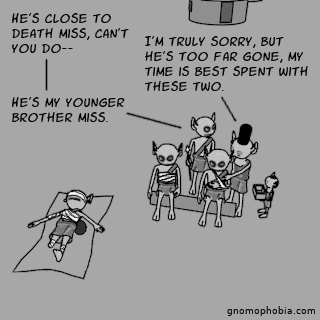 HE'S CLOSE TO
DEATH MISS, CAN'T
YOU DO--
HE'S MY YOUNGER
BROTHER MISS.
I'M TRULY SORRY, BUT
HE'S TOO FAR GONE, MY
TIME IS BEST SPENT WITH
THESE TWO.
gnomophobia.com